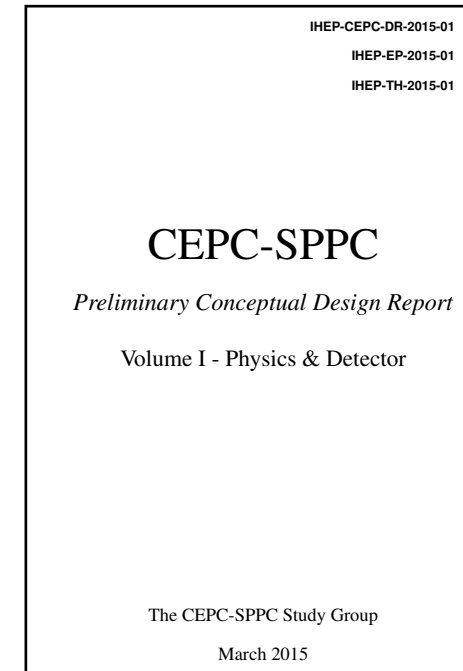 IHEP-CEPC-DR-2015-01
IHEP-EP-2015-01
IHEP-TH-2015-01
CEPC-SPPC
Preliminary Conceptual Design Report
Volume I - Physics & Detector
The CEPC-SPPC Study Group
March 2015